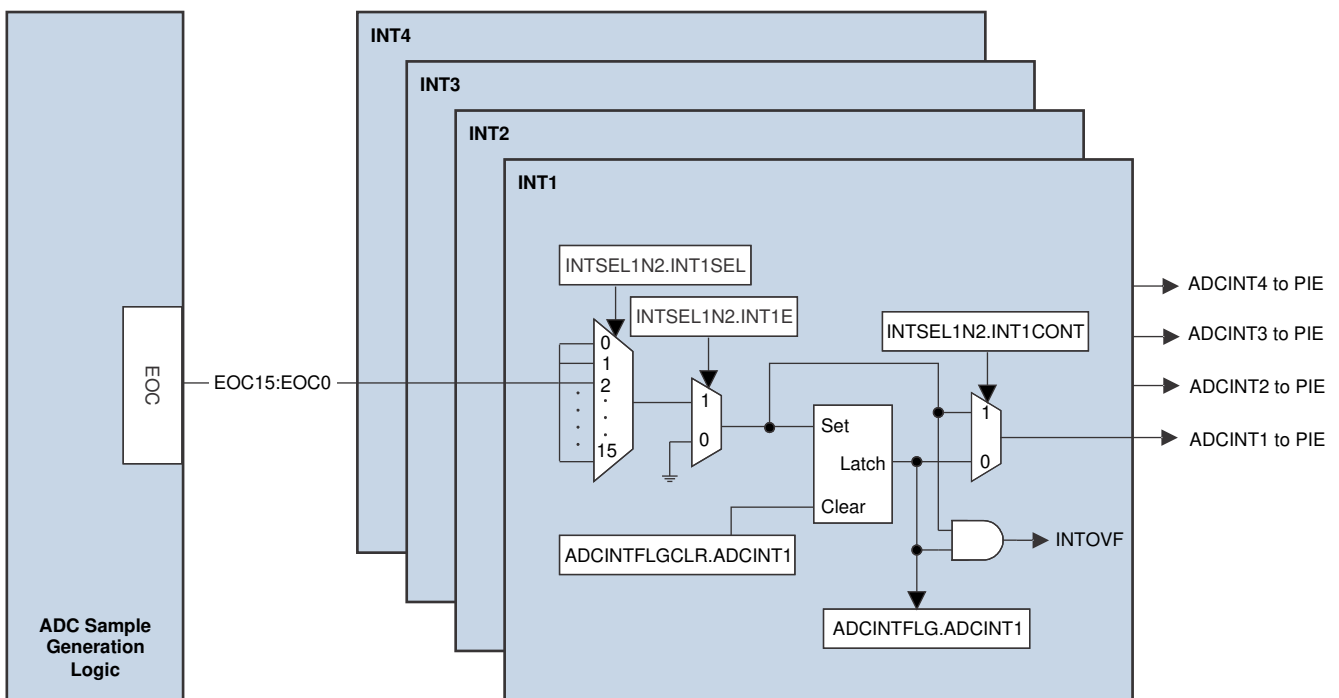 INT4
INT3
INT2
INT1
INTSEL1N2.INT1SEL
INTSEL1N2.INT1E
INTSEL1N2.INT1CONT
0
1
2
15
1
0
1
0
EOC
EOC15:EOC0
Set
Latch
Clear
ADCINTFLGCLR.ADCINT1
INTOVF
ADCINTFLG.ADCINT1
ADCINT4 to PIE
ADCINT3 to PIE
ADCINT2 to PIE
ADCINT1 to PIE
ADC Sample
Generation
Logic